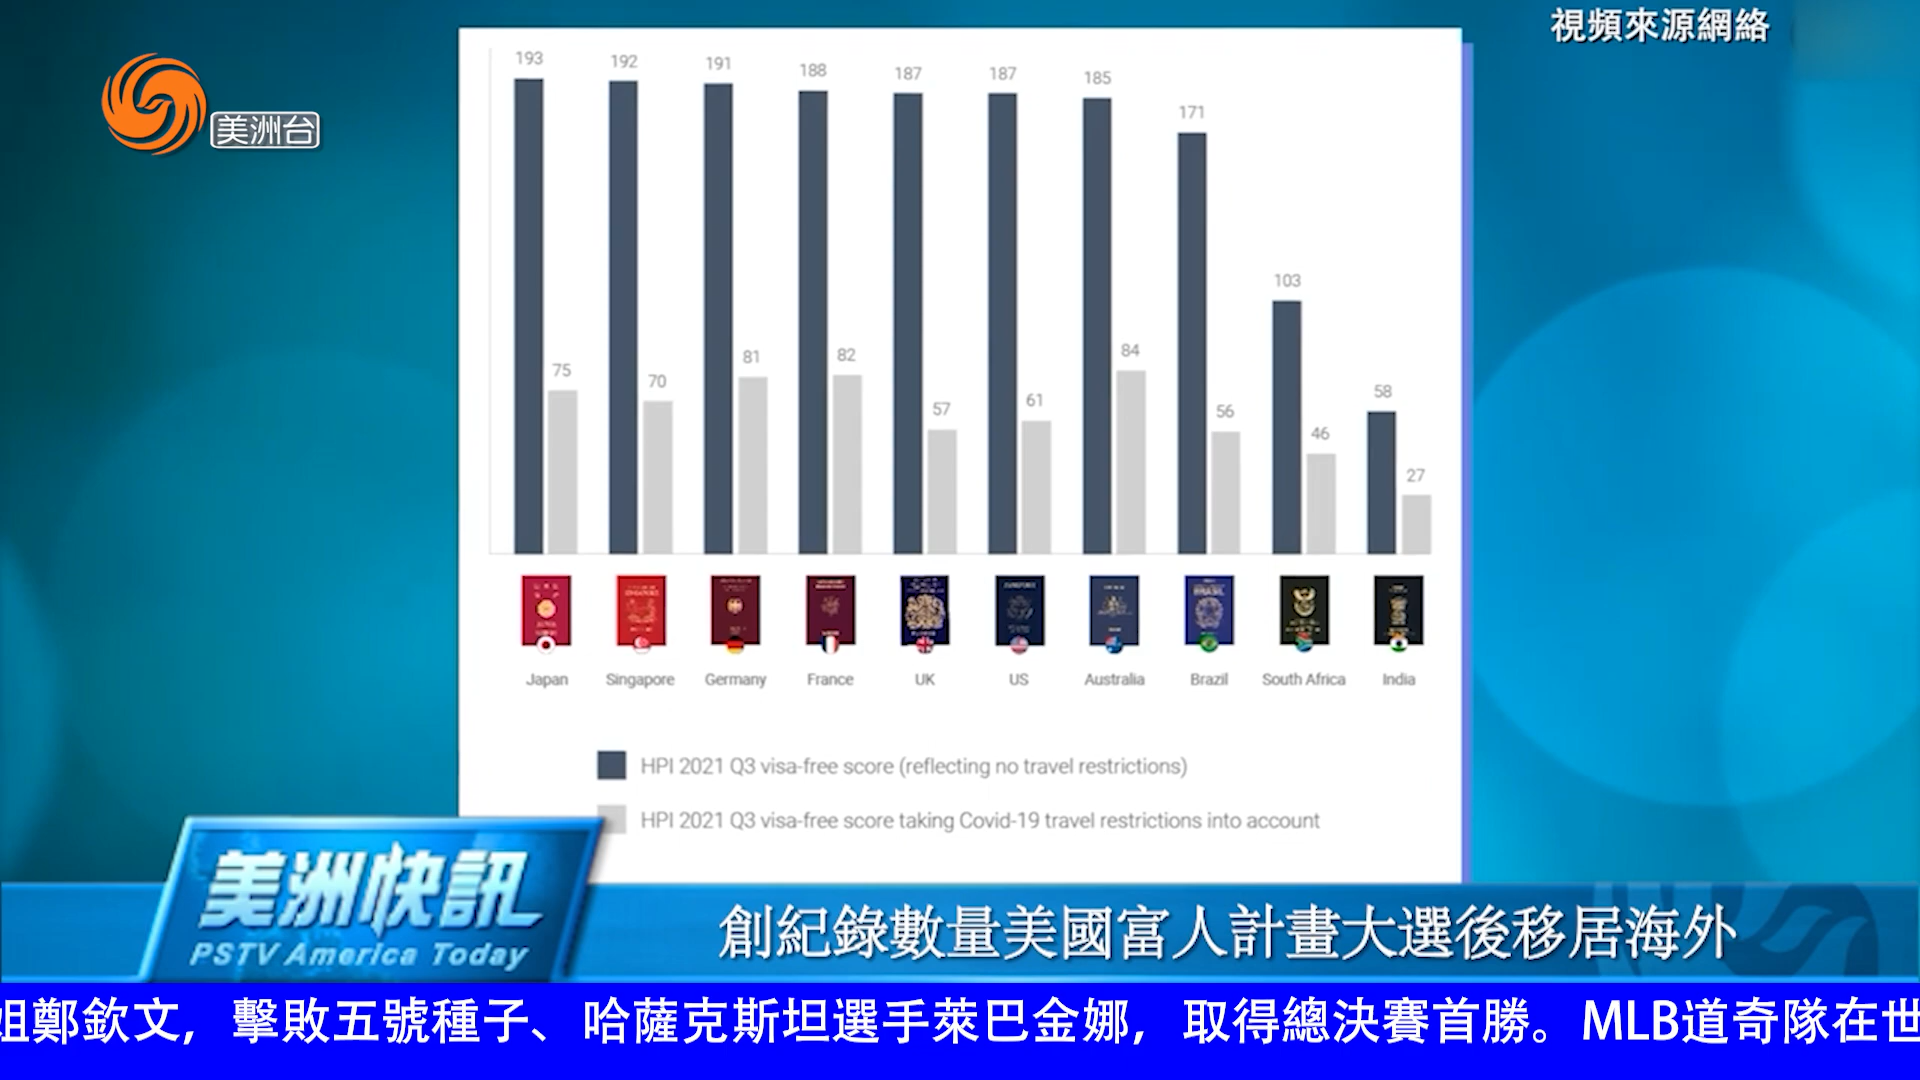 視頻來源網絡
美洲台
193
192
191
188
187
187
185
171
103
58
75
70
81
82
57
61
84
56
46
27
Japan
Singapore
Germany
France
UK
US
Australia
Brazil
South Africa
India
HPI 2021 Q3 visa-free score (reflecting no travel restrictions)
HPI 2021 Q3 visa-free score taking Covid-19 travel restrictions into account
美洲快訊
PSTV America Today
創紀錄數量美國富人計畫大選後移居海外
姐鄭欽文，擊敗五號種子、哈薩克斯坦選手萊巴金娜，取得總決賽首勝。MLB道奇隊在世